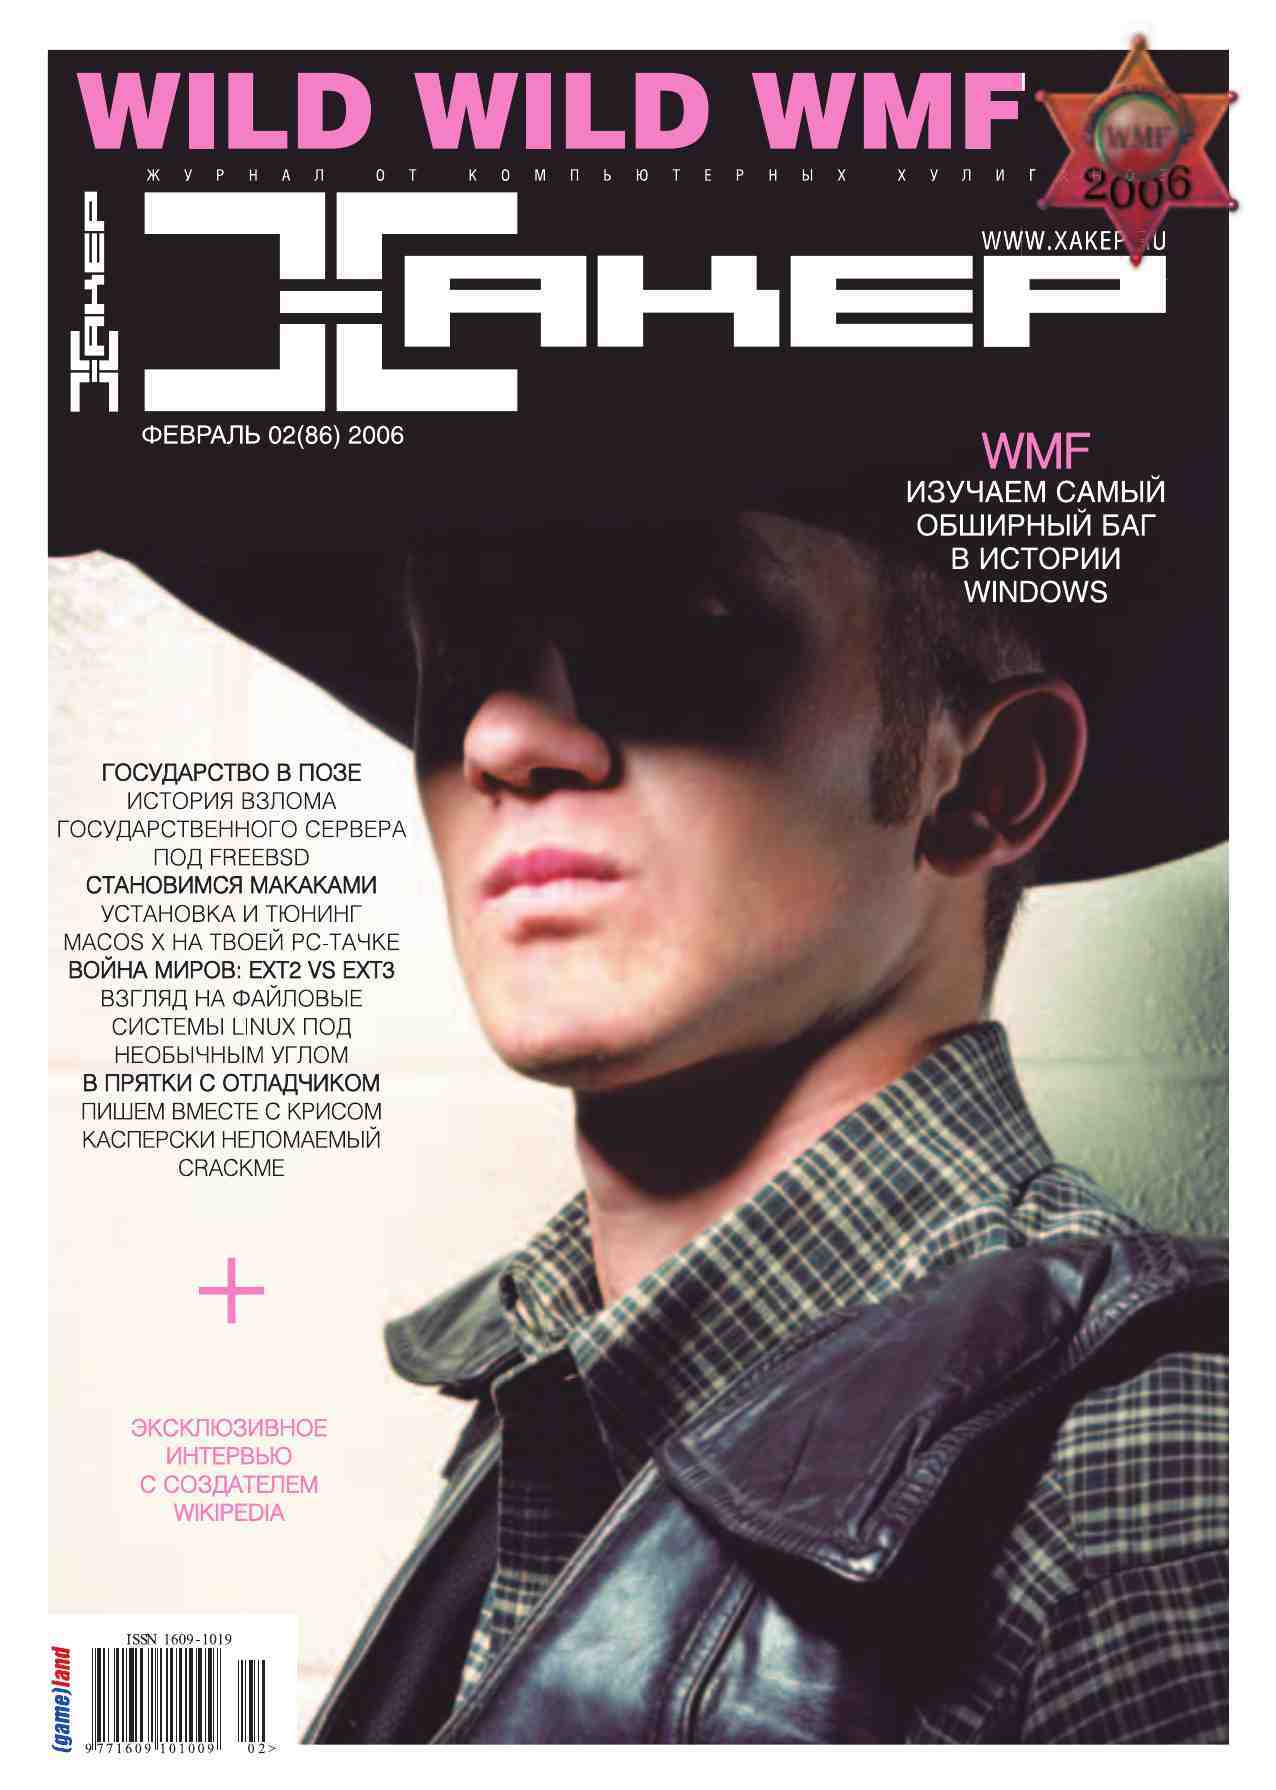 WILD WILD WMF
WMF
2006
ЖУРНАЛ ОТ КОМПЬЮТЕРНЫХ ХУЛИГАНОВ
WWW.XAKEP.RU
ХАКЕР
ХАКЕР
ФЕВРАЛЬ 02(86) 2006
WMF
ИЗУЧАЕМ САМЫЙ
ОБШИРНЫЙ БАГ
В ИСТОРИИ
WINDOWS
ГОСУДАРСТВО В ПОЗЕ
ИСТОРИЯ ВЗЛОМА
ГОСУДАРСТВЕННОГО СЕРВЕРА
ПОД FREEBSD
СТАНОВИМСЯ МАКАКАМИ
УСТАНОВКА И ТЮНИНГ
MACOS X НА ТВОЕЙ PC-ТАЧКЕ
ВОЙНА МИРОВ: EXT2 VS EXT3
ВЗГЛЯД НА ФАЙЛОВЫЕ
СИСТЕМЫ LINUX ПОД
НЕОБЫЧНЫМ УГЛОМ
В ПРЯТКИ С ОТЛАДЧИКОМ
ПИШЕМ ВМЕСТЕ С КРИСОМ
КАСПЕРСКИ НЕЛОМАЕМЫЙ
CRACKME
+
ЭКСКЛЮЗИВНОЕ
ИНТЕРВЬЮ
С СОЗДАТЕЛЕМ
WIKIPEDIA
ISSN 1609-1019
(game)land
9 771609 101009 02>